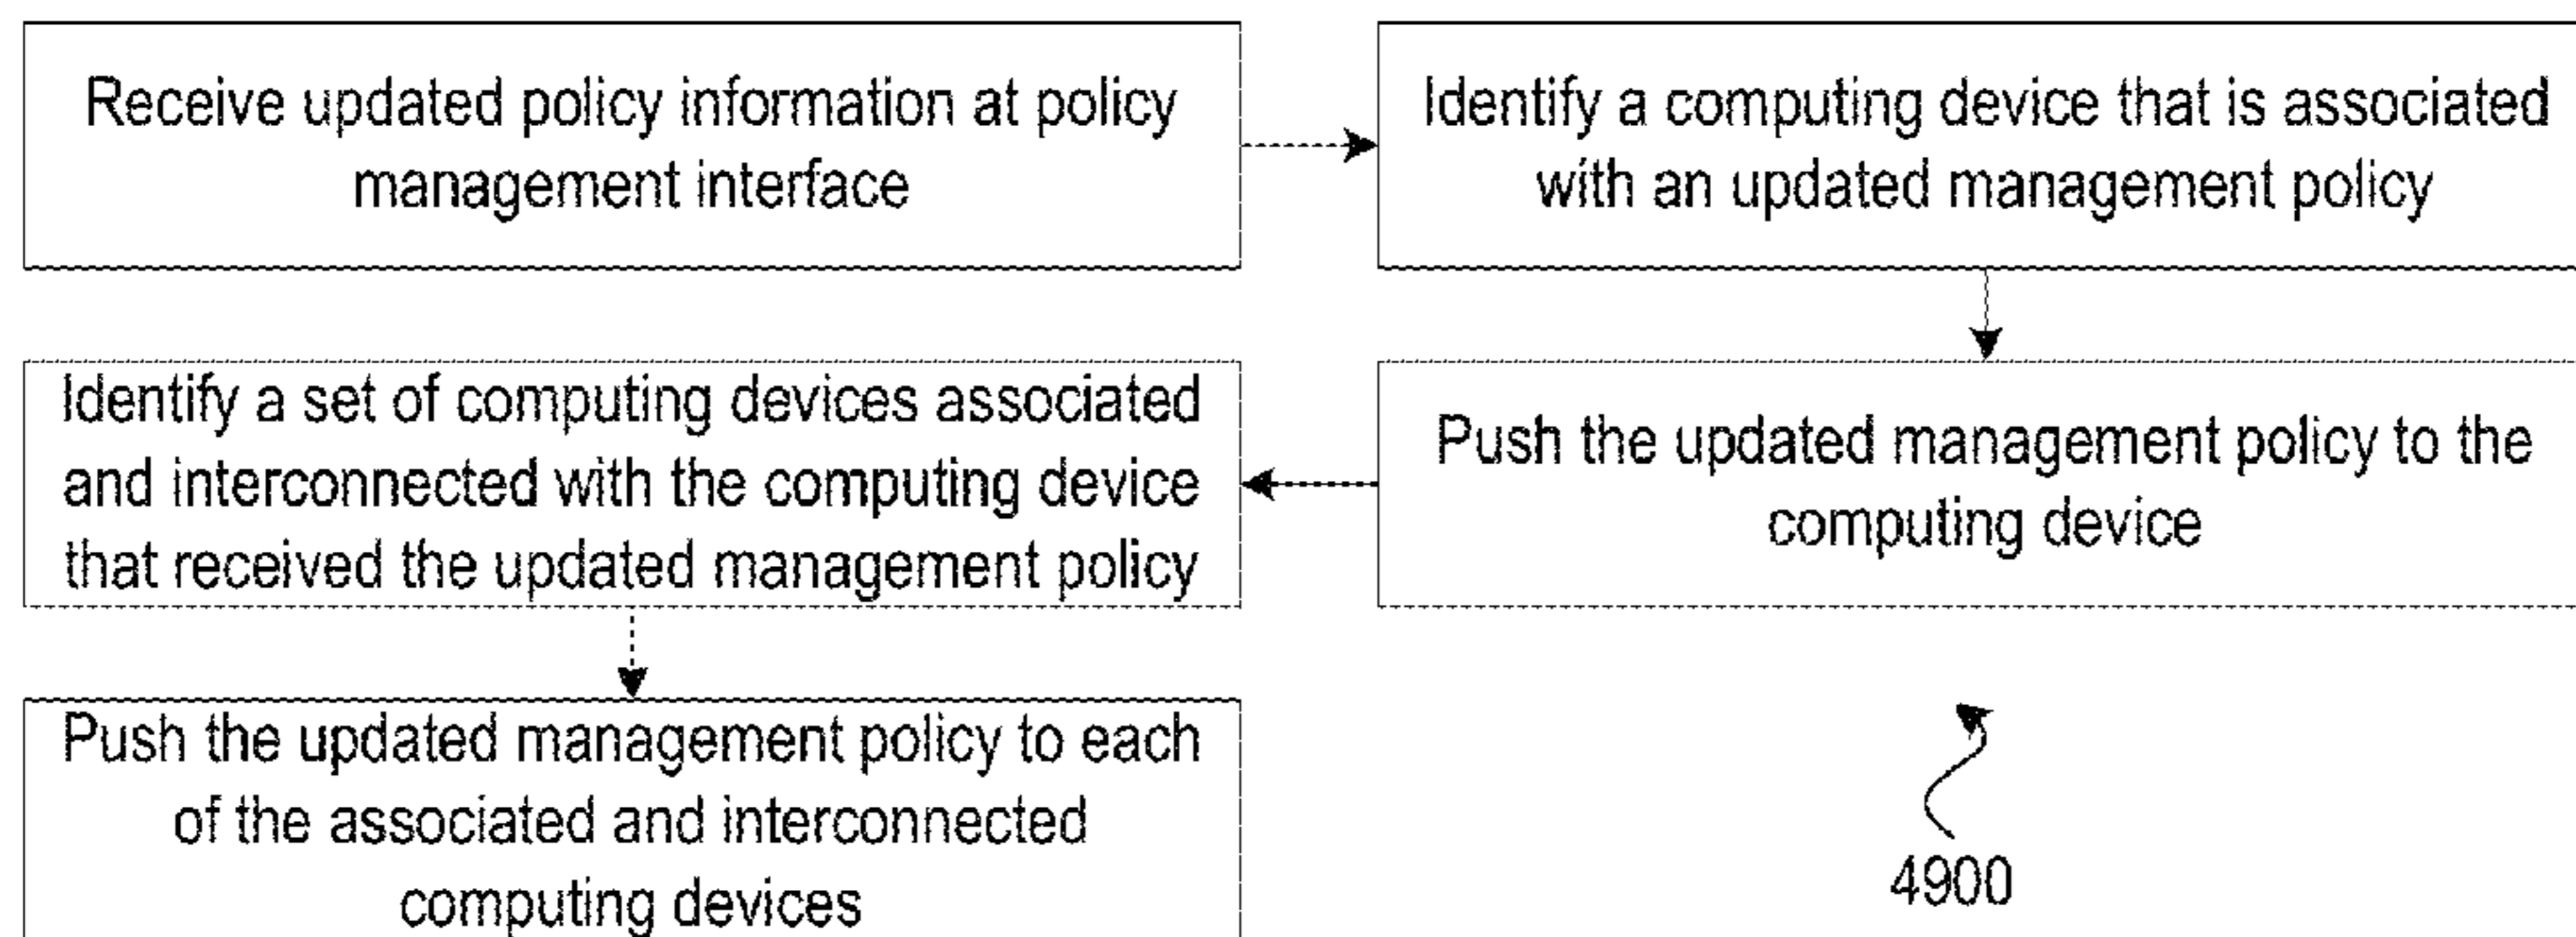 Receive updated policy information at policy
management interface
Identify a computing device that is associated
with an updated management policy
Push the updated management policy to the
computing device
Identify a set of computing devices associated
and interconnected with the computing device
that received the updated management policy
Push the updated management policy to each
of the associated and interconnected
computing devices
4900